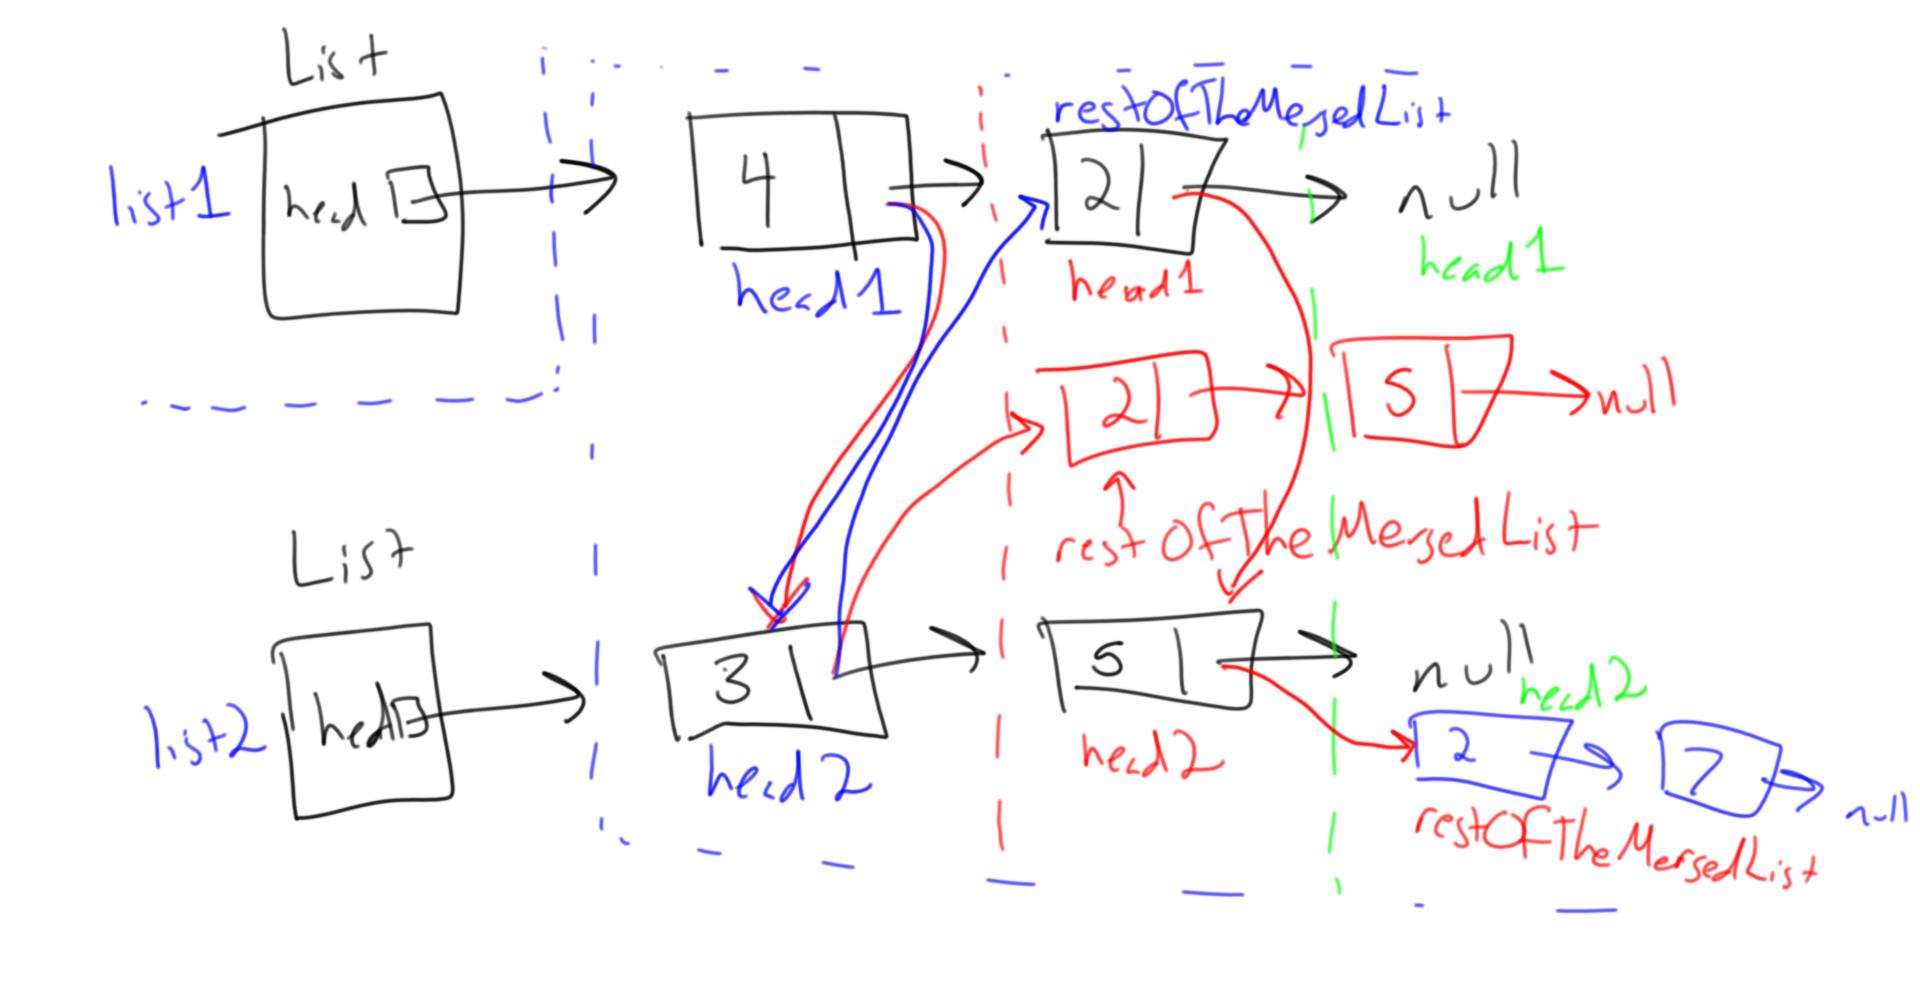 List
list1
head
4
head1
restOfTheMergedList
2
head1
null
head1
2
5
null
restOfTheMergedList
List
list2
head
3
head2
5
head2
null
head2
2
7
null
restOfTheMergedList